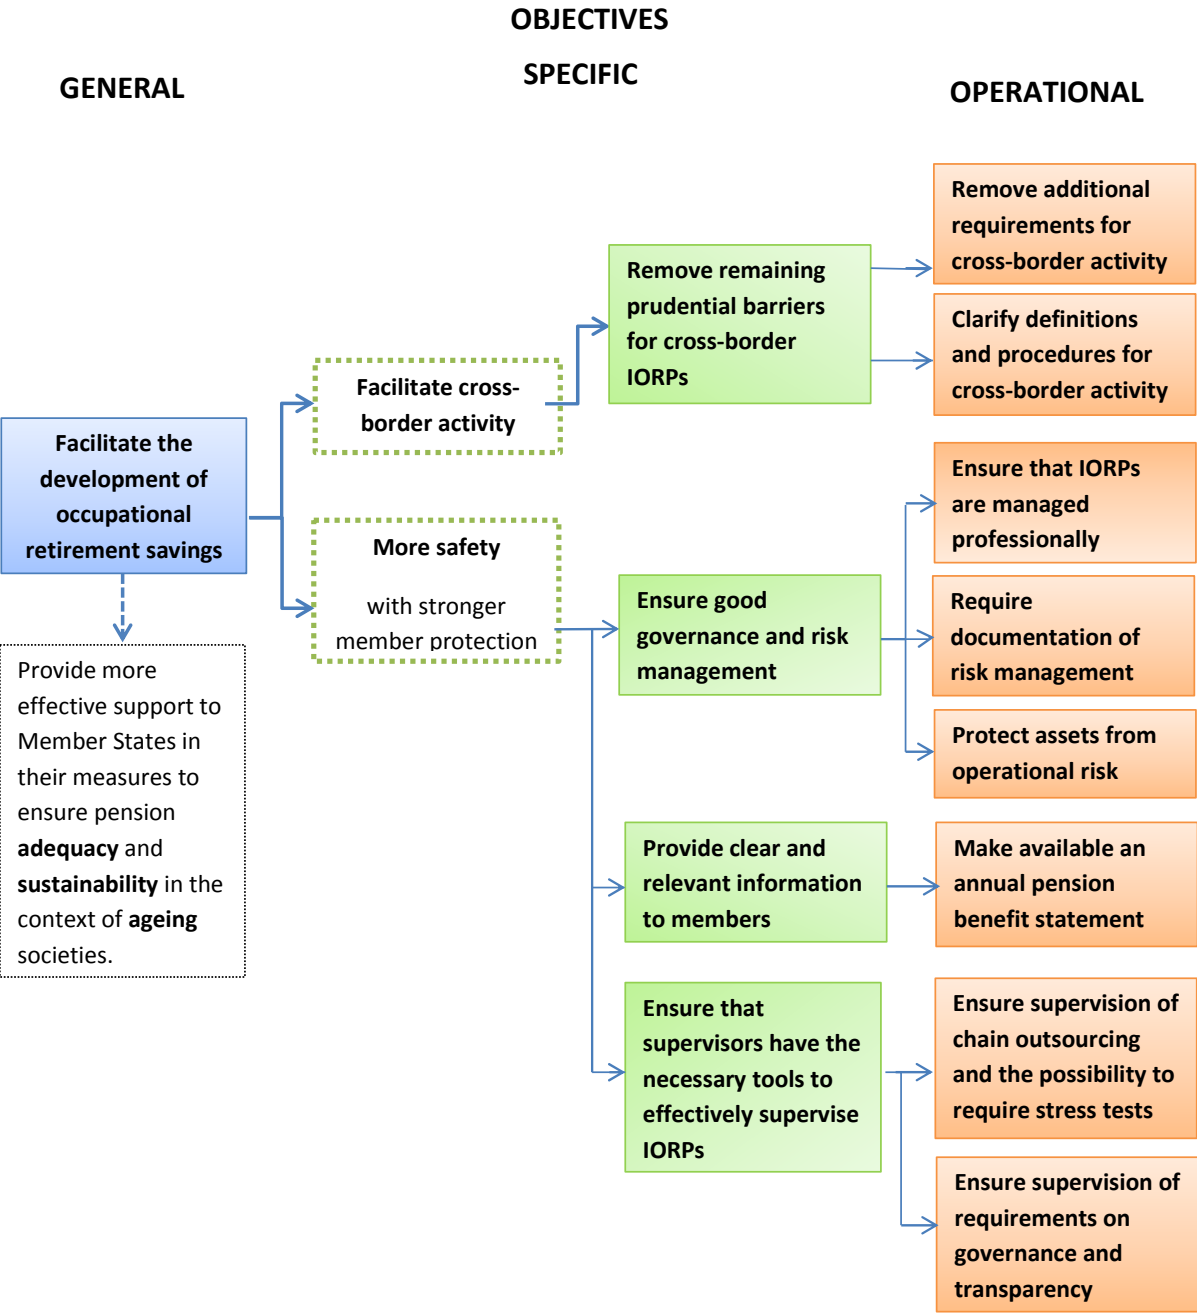 OBJECTIVES
SPECIFIC
GENERAL
OPERATIONAL
Facilitate the
development of
occupational
retirement savings
Provide more
effective support to
Member States in
their measures to
ensure pension
adequacy and
sustainability in the
context of ageing
societies.
Facilitate cross-
border activity
More safety
with stronger
member protection
Remove remaining
prudential barriers
for cross-border
IORPs
Ensure good
governance and risk
management
Provide clear and
relevant information
to members
Ensure that
supervisors have the
necessary tools to
effectively supervise
IORPs
Remove additional
requirements for
cross-border activity
Clarify definitions
and procedures for
cross-border activity
Ensure that IORPs
are managed
professionally
Require
documentation of
risk management
Protect assets from
operational risk
Make available an
annual pension
benefit statement
Ensure supervision of
chain outsourcing
and the possibility to
require stress tests
Ensure supervision of
requirements on
governance and
transparency